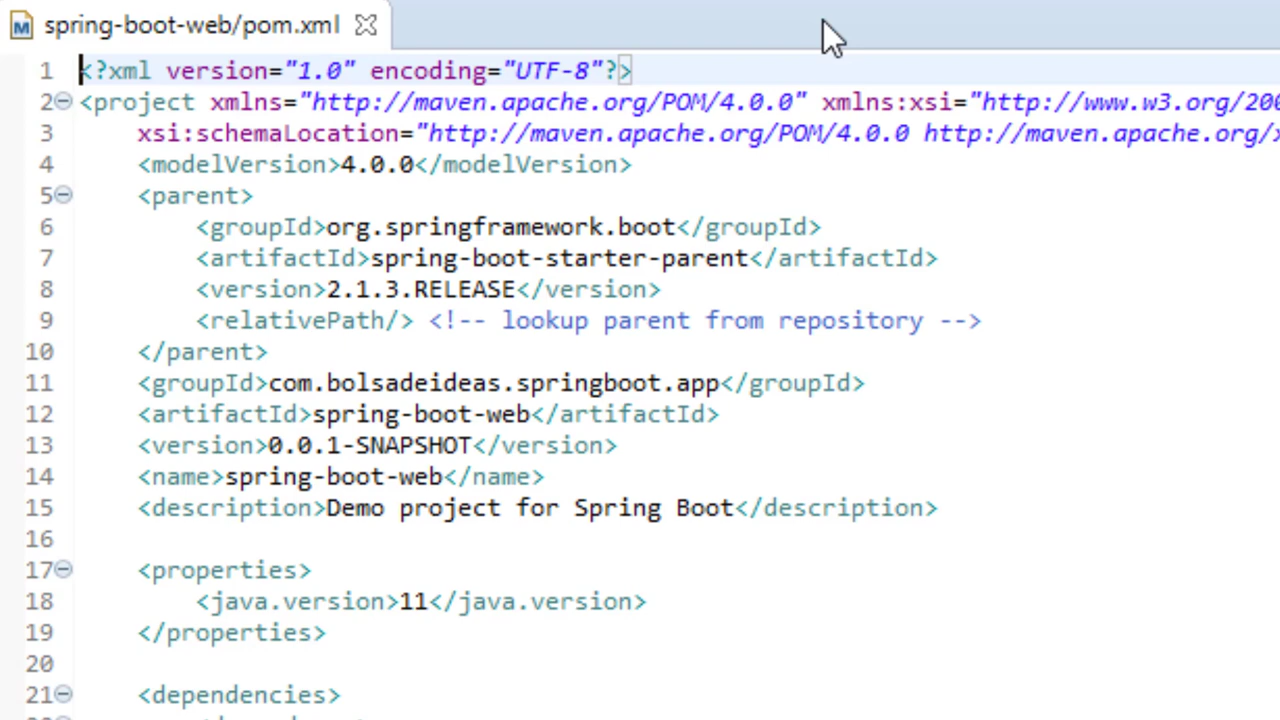 spring-boot-web/pom.xml
1 <?xml version="1.0" encoding="UTF-8"?>
2 <project xmlns="http://maven.apache.org/POM/4.0.0" xmlns:xsi="http://www.w3.org/200
3 xsi:schemaLocation="http://maven.apache.org/POM/4.0.0 http://maven.apache.org/
4 <modelVersion>4.0.0</modelVersion>
5 <parent>
6 <groupId>org.springframework.boot</groupId>
7 <artifactId>spring-boot-starter-parent</artifactId>
8 <version>2.1.3.RELEASE</version>
9 <relativePath/> <!-- lookup parent from repository -->
10 </parent>
11 <groupId>com.bolsadeideas.springboot.app</groupId>
12 <artifactId>spring-boot-web</artifactId>
13 <version>0.0.1-SNAPSHOT</version>
14 <name>spring-boot-web</name>
15 <description>Demo project for Spring Boot</description>
16
17 <properties>
18 <java.version>11</java.version>
19 </properties>
20
21 <dependencies>